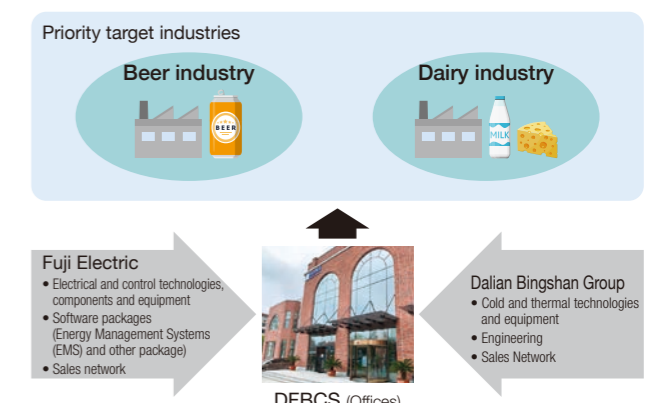 Priority target industries
Beer industry
Dairy industry
BEER
MILK
Fuji Electric
• Electrical and control technologies,
components and equipment
• Software packages
(Energy Management Systems
(EMS) and other package)
• Sales network
Dalian Bingshan Group
• Cold and thermal technologies
and equipment
• Engineering
• Sales Network
DFBCS (Offices)